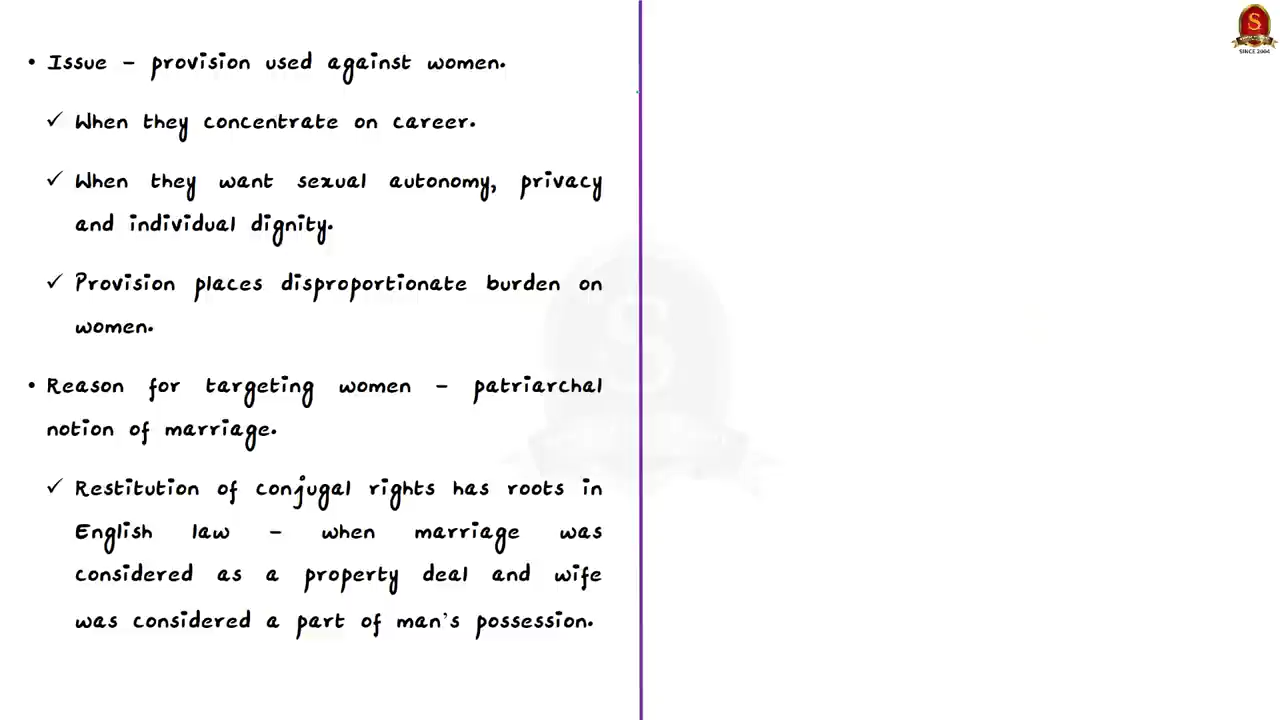 • Issue – provision used against women.
✓ When they concentrate on career.
✓ When they want sexual autonomy, privacy
and individual dignity.
✓ Provision places disproportionate burden on
women.
• Reason for targeting women – patriarchal
notion of marriage.
✓ Restitution of conjugal rights has roots in
English law – when marriage was
considered as a property deal and wife
was considered a part of man's possession.
S
SINCE 2004